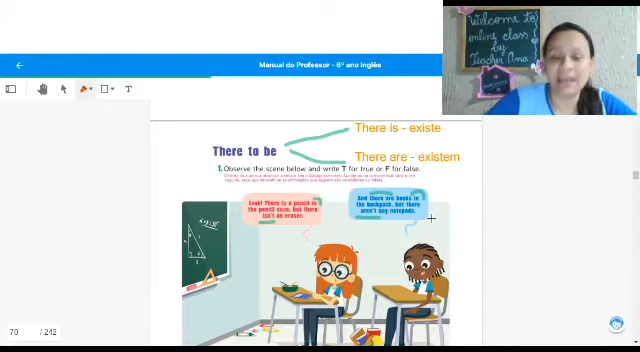 Welcome to
online class
by
Teacher Ana
Manual do Professor - 6º ano Inglês
T
There is - existe
There to be
There are - existem
1. Observe the scene below and write T for true or F for false.
Look! There is a pencil in
the pencil case, but there
isn't an eraser.
And there are books in
the backpack, but there
aren't any notepads.
70 / 242